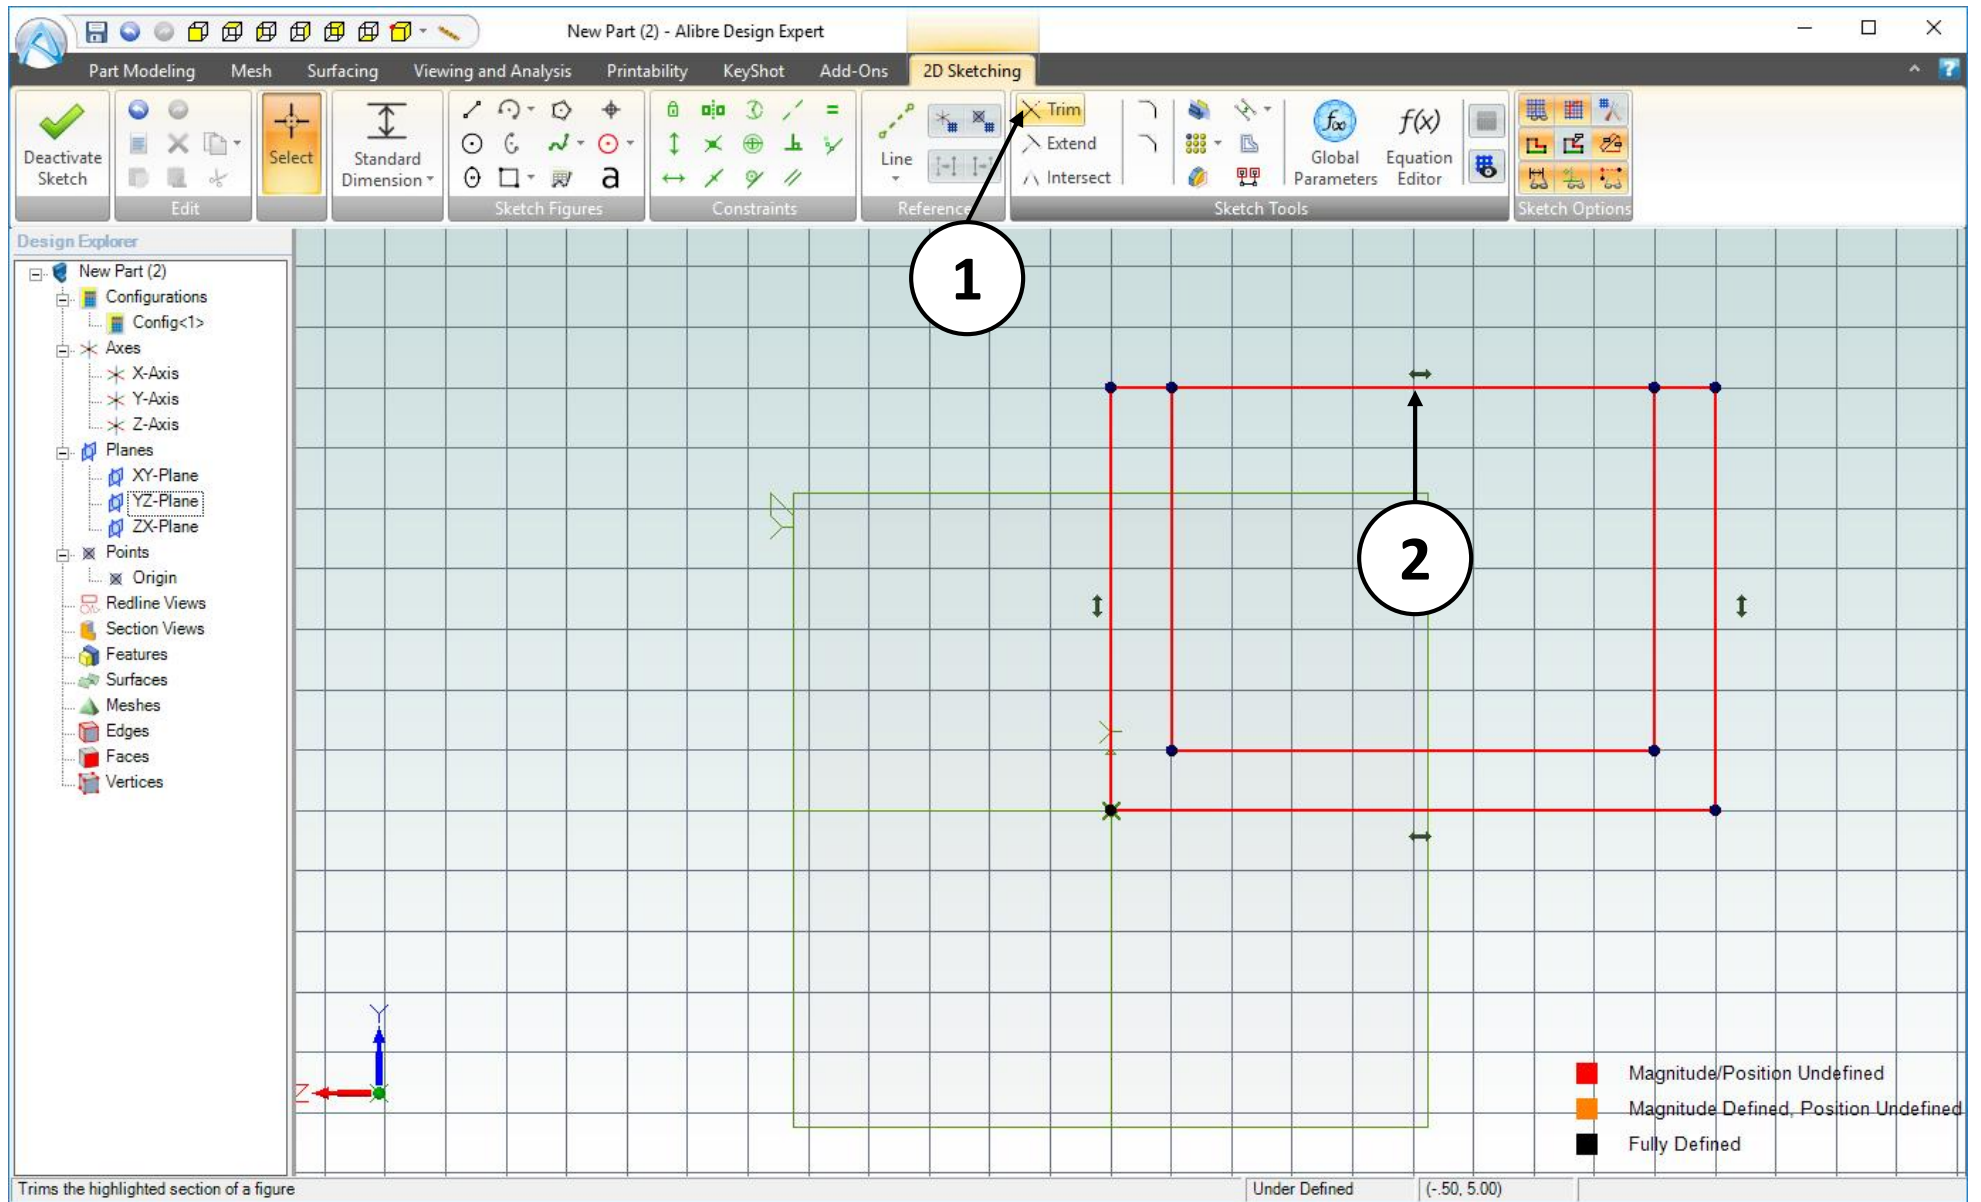 New Part (2) - Alibre Design Expert
Part Modeling Mesh Surfacing Viewing and Analysis Printability KeyShot Add-Ons 2D Sketching
Deactivate Sketch
Edit
Select
Standard Dimension
a
Sketch Figures
Constraints
Line
Reference
Trim
Extend
Intersect
f∞
Global Parameters
f(x)
Equation Editor
Sketch Tools
Sketch Options
1
2
Design Explorer
New Part (2)
Configurations
Config<1>
Axes
X-Axis
Y-Axis
Z-Axis
Planes
XY-Plane
YZ-Plane
ZX-Plane
Points
Origin
Redline Views
Section Views
Features
Surfaces
Meshes
Edges
Faces
Vertices
Y
Z
Magnitude/Position Undefined
Magnitude Defined, Position Undefined
Fully Defined
Trims the highlighted section of a figure
Under Defined
(-.50, 5.00)